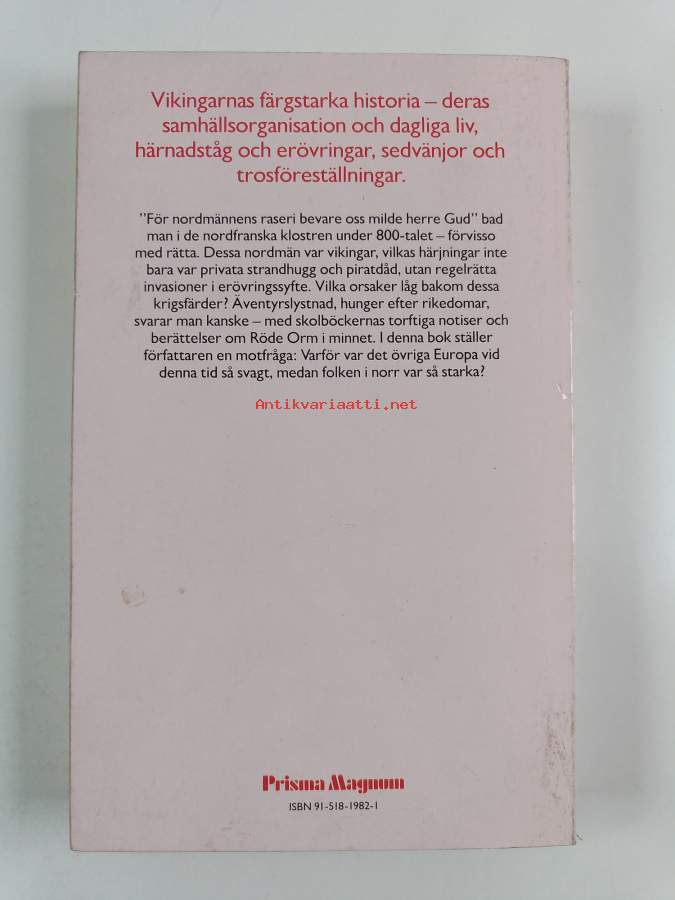 Vikingarnas färgstarka historia – deras
samhällsorganisation och dagliga liv,
härnadståg och erövringar, sedvänjor och
trosföreställningar.
”För nordmännens raseri bevare oss milde herre Gud” bad
man i de nordfranska klostren under 800-talet – förvisso
med rätta. Dessa nordmän var vikingar, vilkas härjningar inte
bara var privata strandhugg och piratdåd, utan regelrätta
invasioner i erövringssyfte. Vilka orsaker låg bakom dessa
krigsfärder? Äventyrslystnad, hunger efter rikedomar,
svarar man kanske – med skolböckernas torftiga notiser och
berättelser om Röde Orm i minnet. I denna bok ställer
författaren en motfråga: Varför var det övriga Europa vid
denna tid så svagt, medan folken i norr var så starka?
Antikvariaatti.net
Prisma Magnum
ISBN 91-518-1982-1